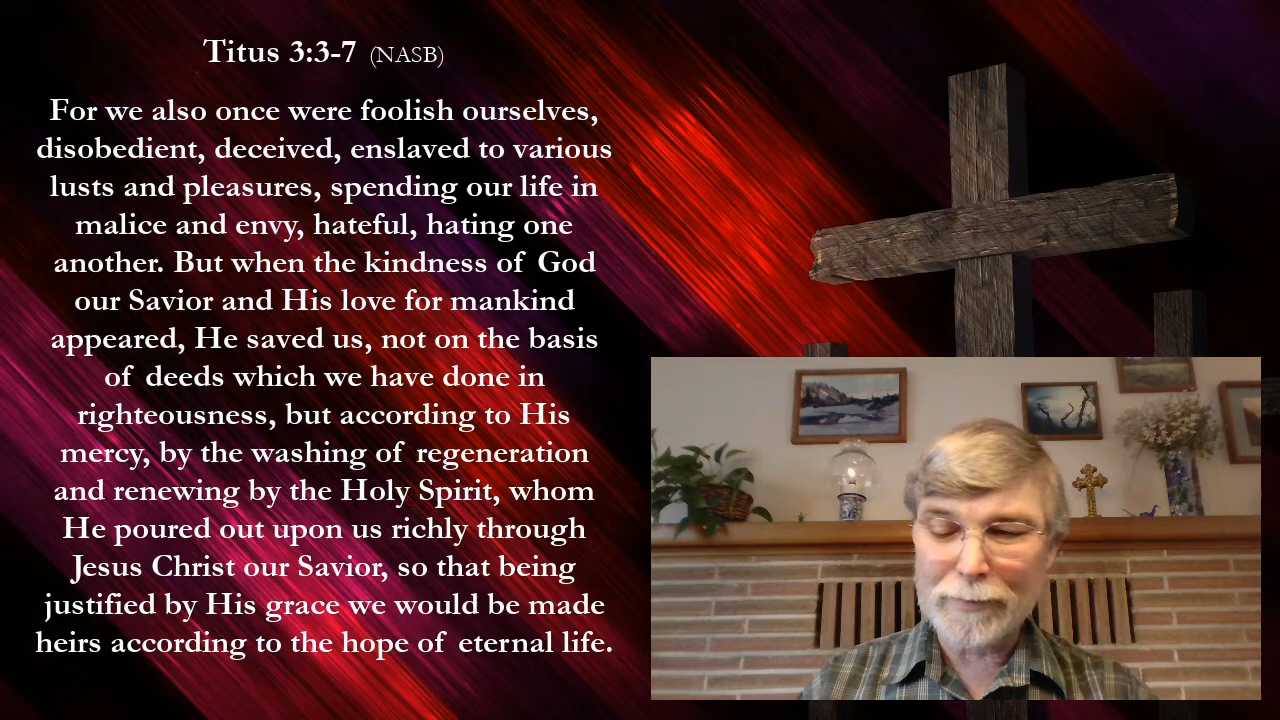 Titus 3:3-7 (NASB)
For we also once were foolish ourselves,
disobedient, deceived, enslaved to various
lusts and pleasures, spending our life in
malice and envy, hateful, hating one
another. But when the kindness of God
our Savior and His love for mankind
appeared, He saved us, not on the basis
of deeds which we have done in
righteousness, but according to His
mercy, by the washing of regeneration
and renewing by the Holy Spirit, whom
He poured out upon us richly through
Jesus Christ our Savior, so that being
justified by His grace we would be made
heirs according to the hope of eternal life.